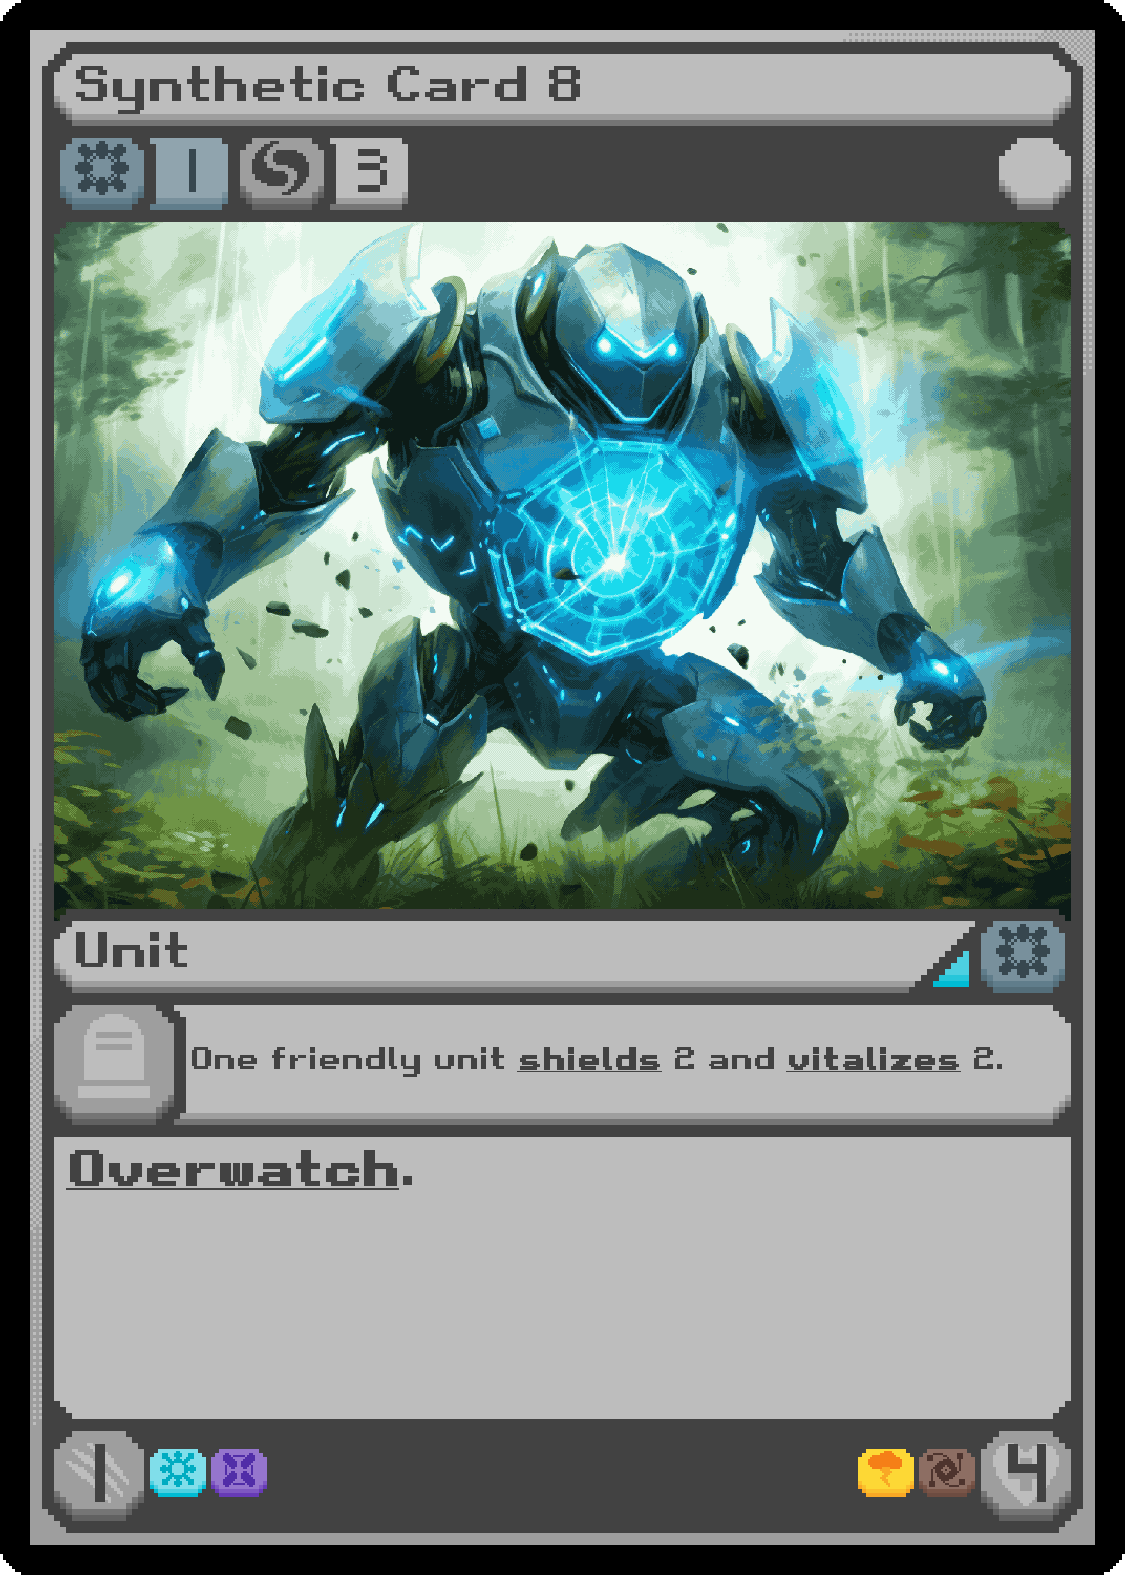 Synthetic Card 8
1 3
Unit
One friendly unit shields 2 and vitalizes 2.
Overwatch.
1 4